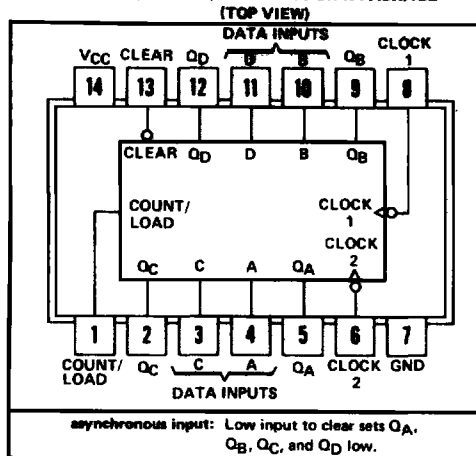 (TOP VIEW)
DATA INPUTS
VCC CLEAR QD D B QB CLOCK 1
14 13 12 11 10 9 8
CLEAR QD D B QB
COUNT/
LOAD
CLOCK
1
CLOCK
2
QC C A QA
1 2 3 4 5 6 7
COUNT/
LOAD
QC C A QA CLOCK 2 GND
DATA INPUTS
asynchronous input: Low input to clear sets QA,
QB, QC, and QD low.